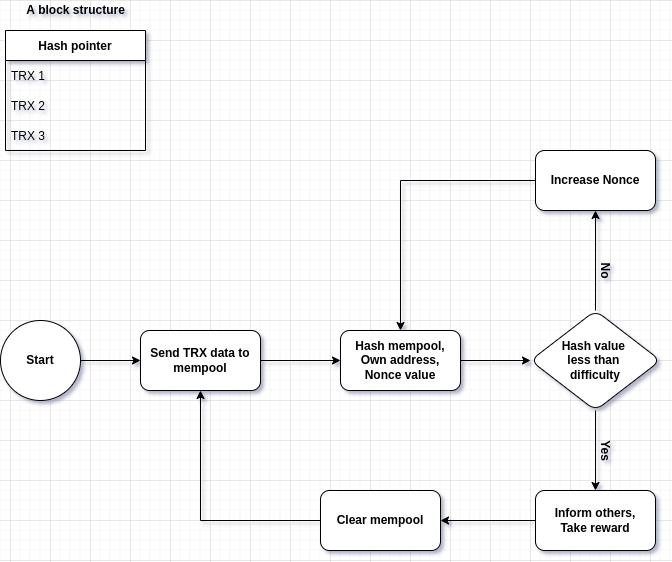 A block structure
Hash pointer
TRX 1
TRX 2
TRX 3
Increase Nonce
No
Start
Send TRX data to
mempool
Hash mempool,
Own address,
Nonce value
Hash value
less than
difficulty
Yes
Clear mempool
Inform others,
Take reward